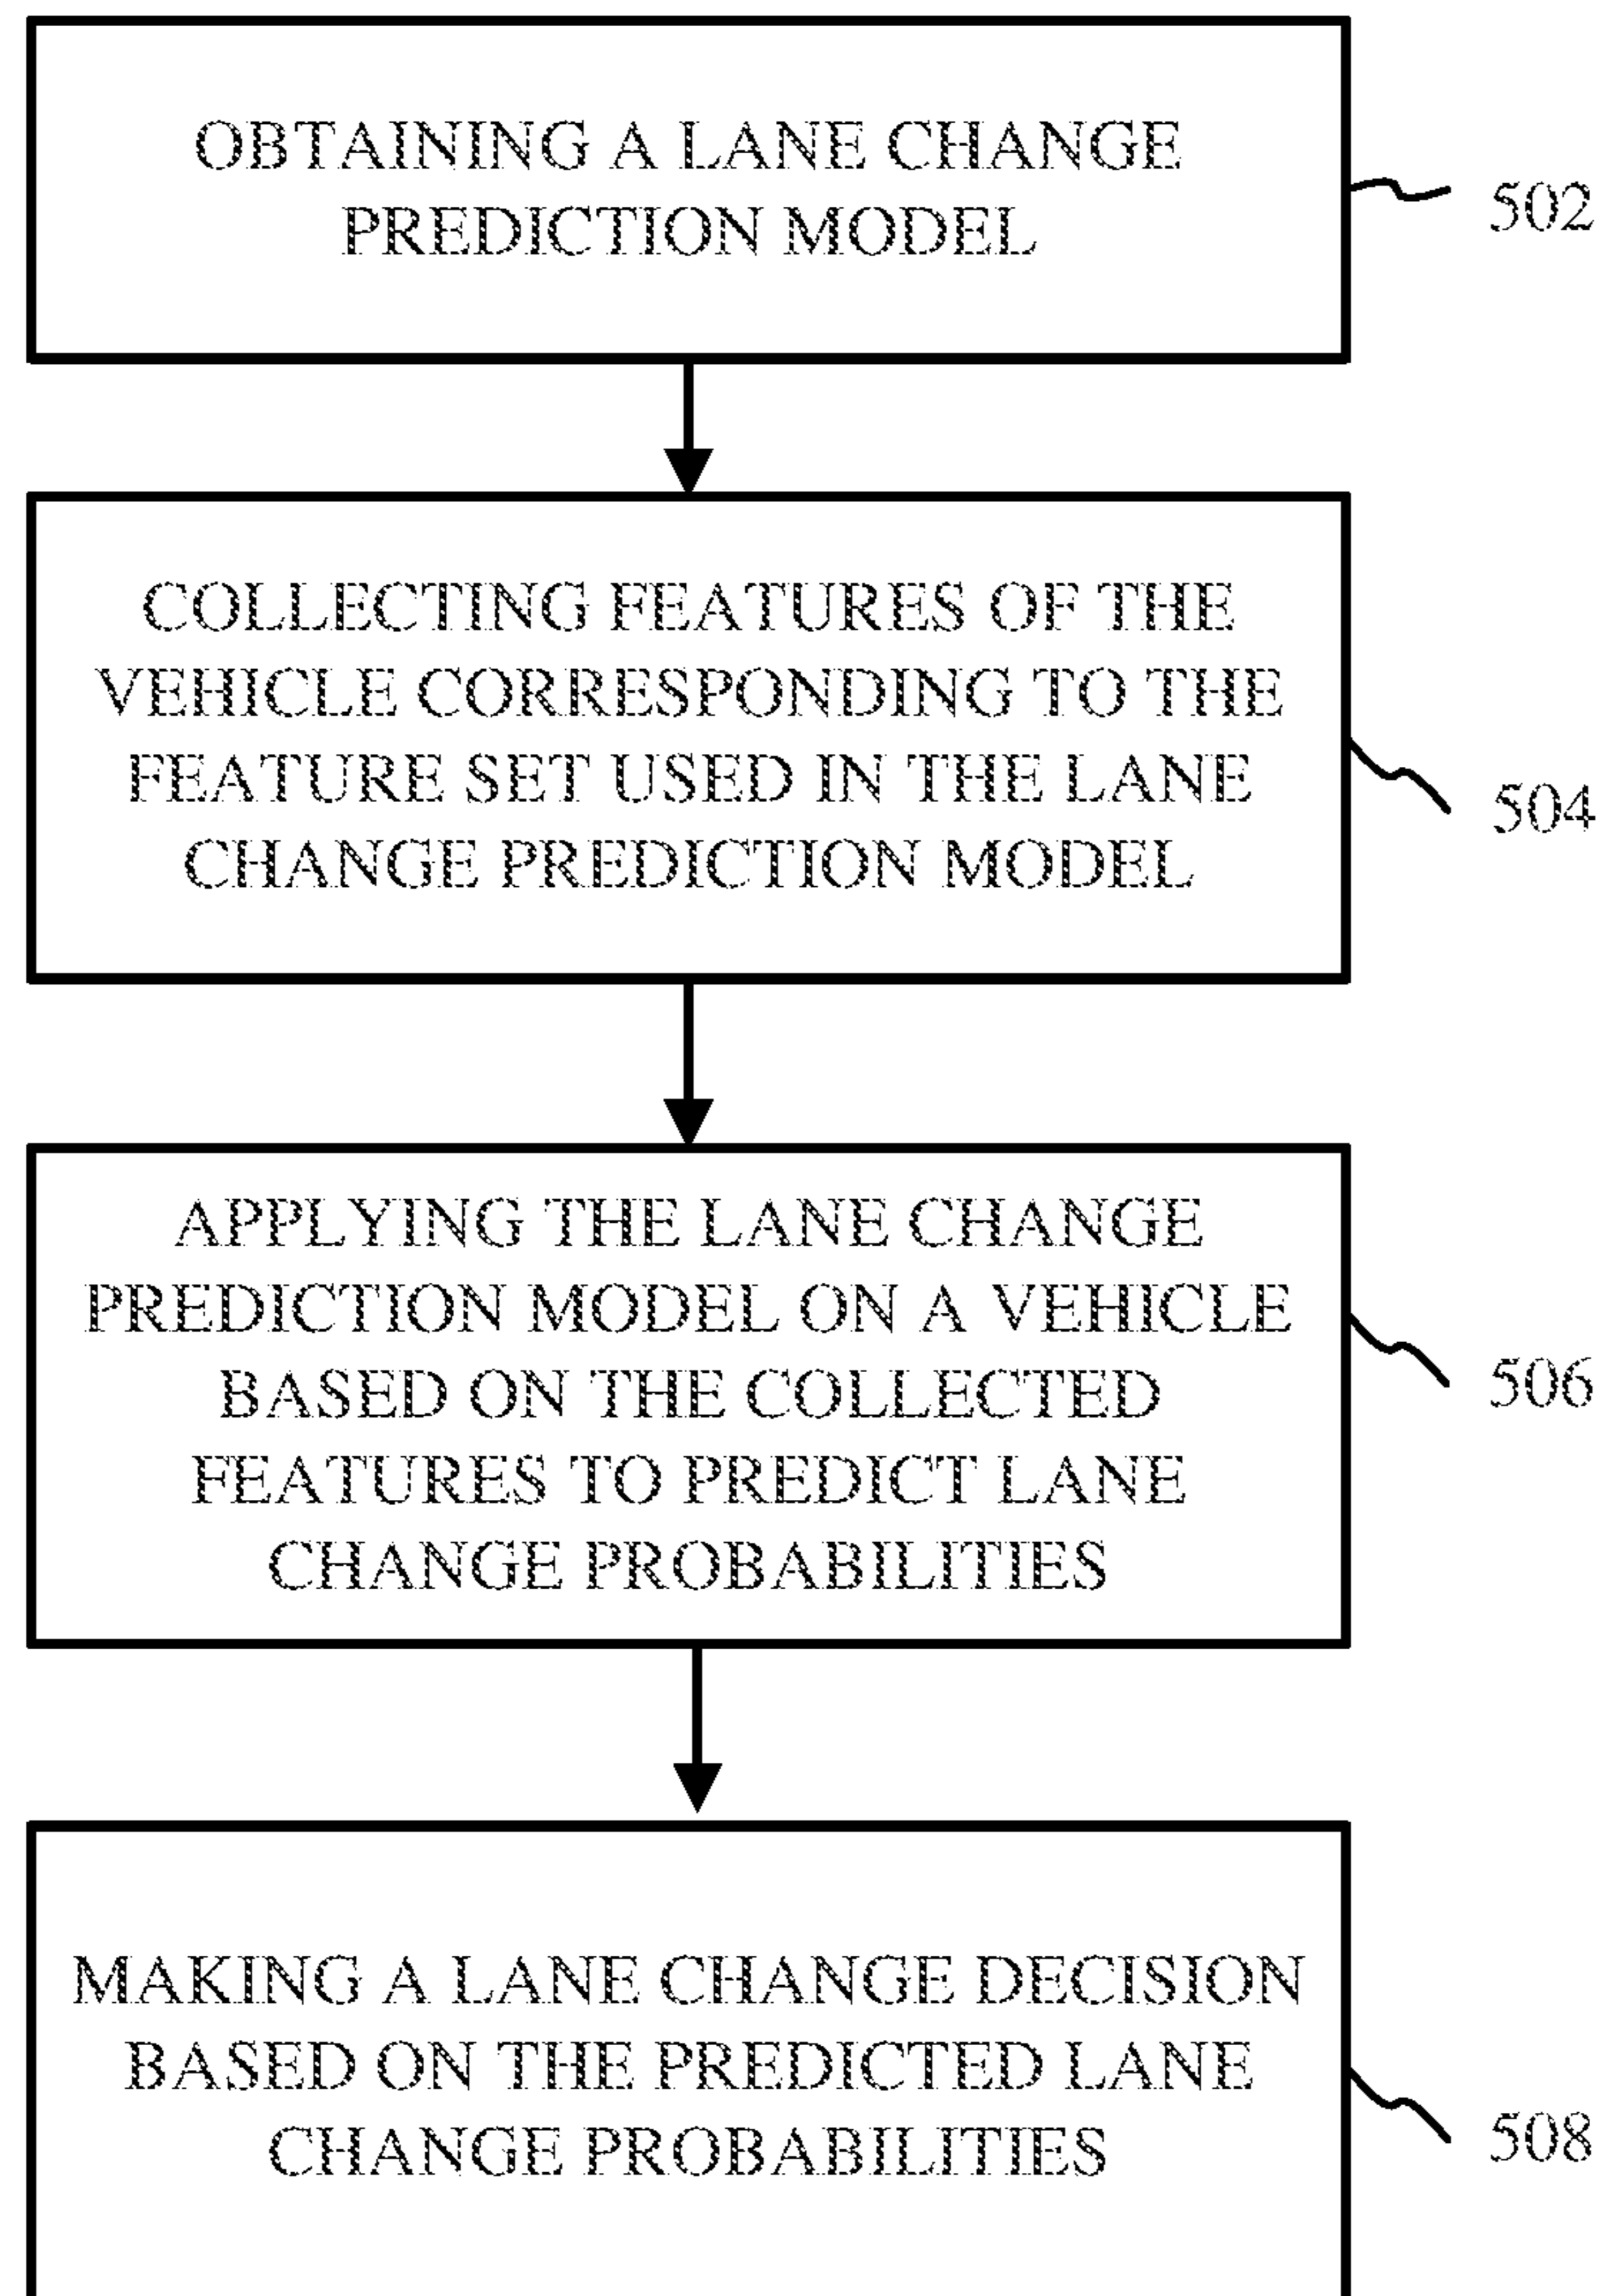 OBTAINING A LANE CHANGE
PREDICTION MODEL
502
COLLECTING FEATURES OF THE
VEHICLE CORRESPONDING TO THE
FEATURE SET USED IN THE LANE
CHANGE PREDICTION MODEL
504
APPLYING THE LANE CHANGE
PREDICTION MODEL ON A VEHICLE
BASED ON THE COLLECTED
FEATURES TO PREDICT LANE
CHANGE PROBABILITIES
506
MAKING A LANE CHANGE DECISION
BASED ON THE PREDICTED LANE
CHANGE PROBABILITIES
508